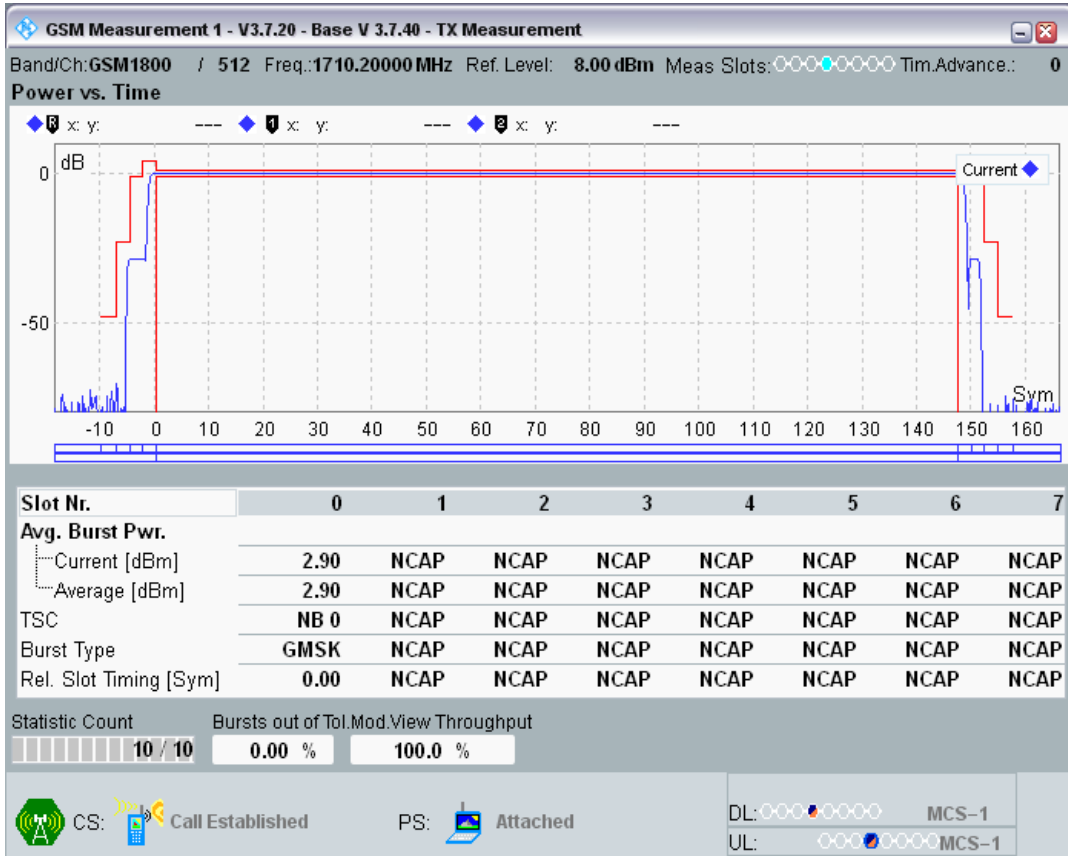 GSM Measurement 1 - V3.7.20 - Base V 3.7.40 - TX Measurement
Band/Ch:GSM1800 / 512 Freq.:1710.20000 MHz Ref. Level: 8.00 dBm Meas Slots: Tim.Advance.: 0
Power vs. Time
R x: y: --- 1 x: y: --- 2 x: y: ---
dB
Current
0
-50
Sym
-10 0 10 20 30 40 50 60 70 80 90 100 110 120 130 140 150 160
Slot Nr. 0 1 2 3 4 5 6 7
Avg. Burst Pwr.
Current [dBm] 2.90 NCAP NCAP NCAP NCAP NCAP NCAP NCAP
Average [dBm] 2.90 NCAP NCAP NCAP NCAP NCAP NCAP NCAP
TSC NB 0 NCAP NCAP NCAP NCAP NCAP NCAP NCAP
Burst Type GMSK NCAP NCAP NCAP NCAP NCAP NCAP NCAP
Rel. Slot Timing [Sym] 0.00 NCAP NCAP NCAP NCAP NCAP NCAP NCAP
Statistic Count Bursts out of Tol.Mod.View Throughput
10 / 10 0.00 % 100.0 %
CS: Call Established PS: Attached
DL: MCS-1
UL: MCS-1